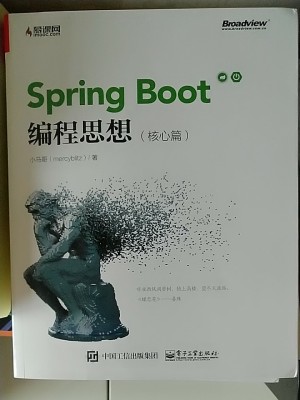 慕课网
imooc.com
Broadview®
Spring Boot
编程思想（核心篇）
小马哥（mercyblitz）◎著
中国工信出版集团
电子工业出版社